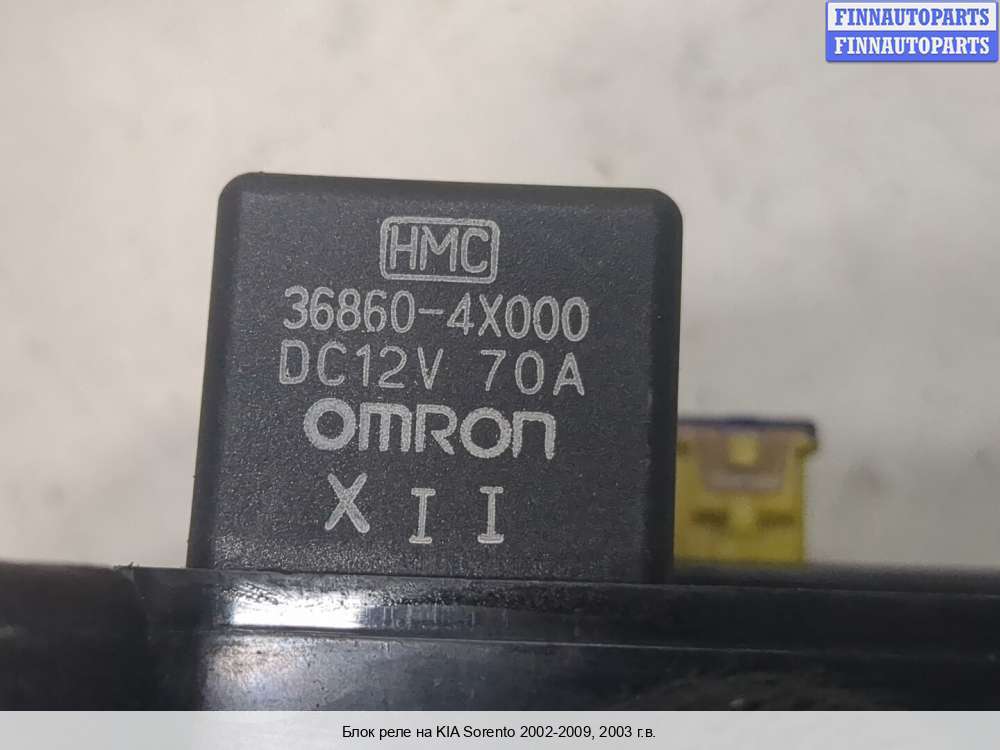 FINNAUTOPARTS
FINNAUTOPARTS
HMC
36860-4X000
DC12V 70A
OMRON
X I I
Блок реле на KIA Sorento 2002-2009, 2003 г.в.